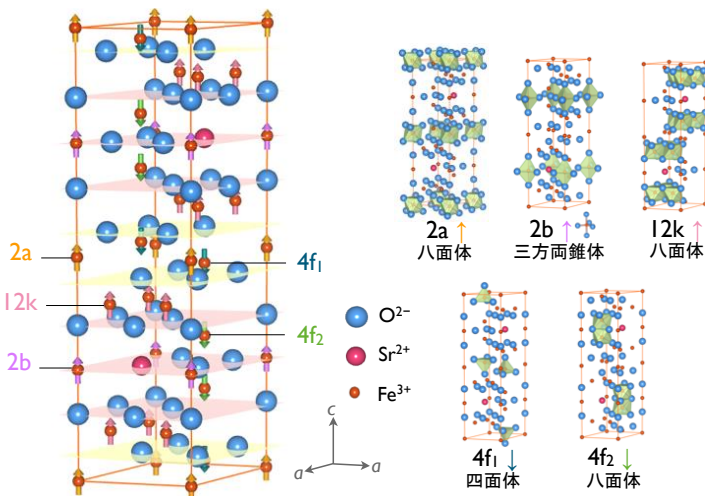 2a
12k
2b
4f₁
4f₂
O²⁻
Sr²⁺
Fe³⁺
c
a
a
2a↑
八面体
2b↑
三方両錐体
12k↑
八面体
4f₁↓
四面体
4f₂↓
八面体